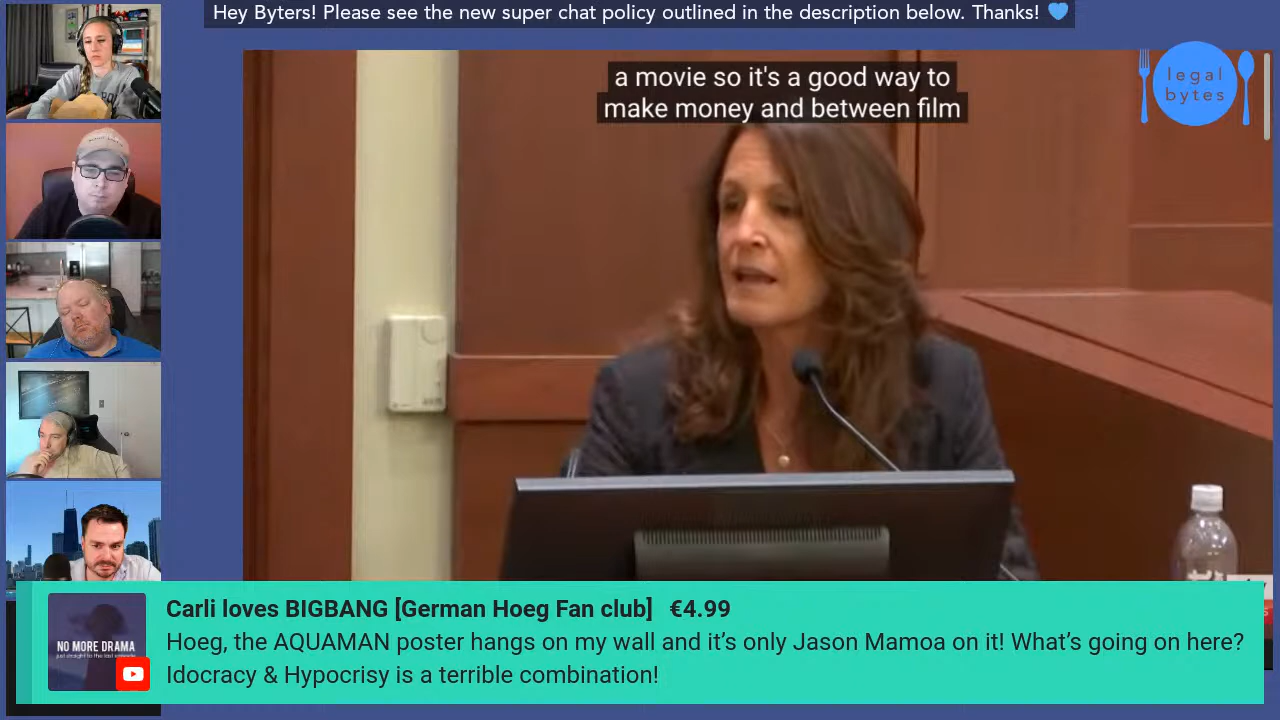 Hey Byters! Please see the new super chat policy outlined in the description below. Thanks! 💙
legal
bytes
a movie so it's a good way to
make money and between film
Carli loves BIGBANG [German Hoeg Fan club] €4.99
Hoeg, the AQUAMAN poster hangs on my wall and it's only Jason Mamoa on it! What's going on here?
Idocracy & Hypocrisy is a terrible combination!
NO MORE DRAMA